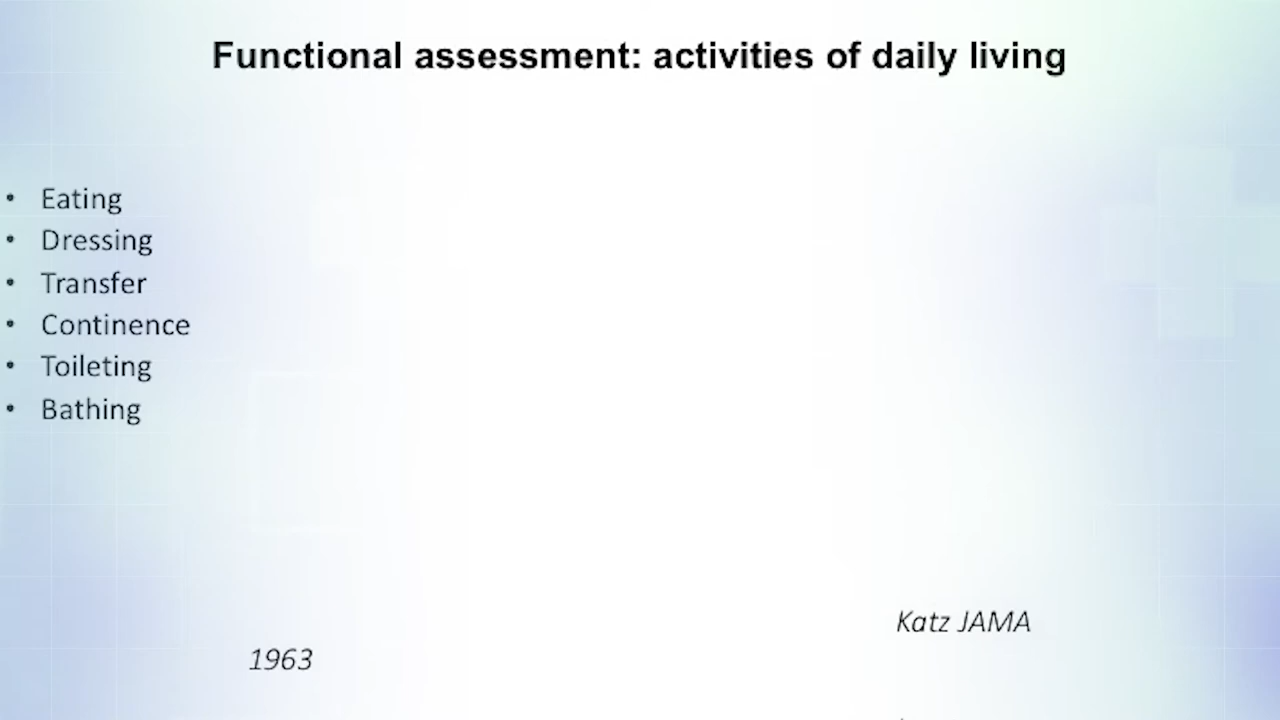 Functional assessment: activities of daily living
• Eating
• Dressing
• Transfer
• Continence
• Toileting
• Bathing
Katz JAMA
1963